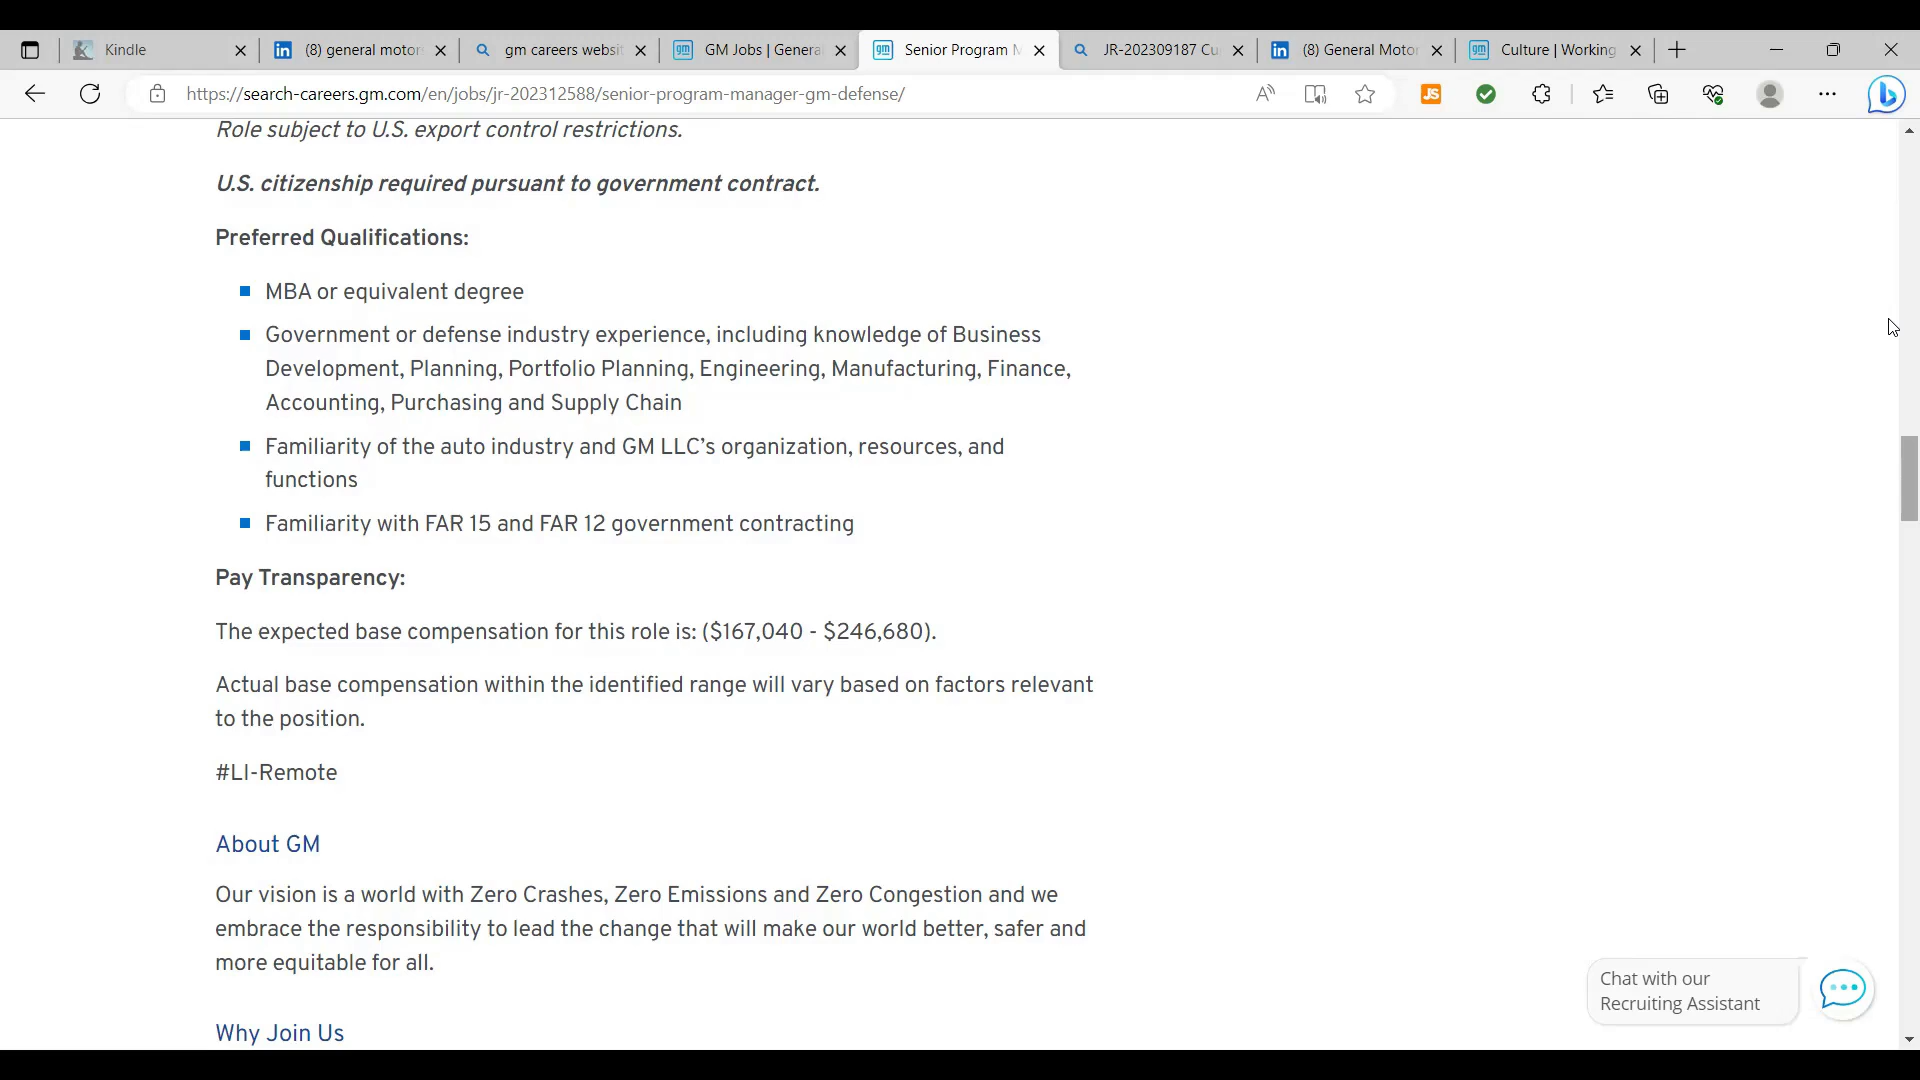 Kindle
(8) general motor
gm careers websit
GM Jobs | Genera
Senior Program M
JR-202309187 Cu
(8) General Motor
Culture | Working
https://search-careers.gm.com/en/jobs/jr-202312588/senior-program-manager-gm-defense/
Role subject to U.S. export control restrictions.
U.S. citizenship required pursuant to government contract.
Preferred Qualifications:
MBA or equivalent degree
Government or defense industry experience, including knowledge of Business
Development, Planning, Portfolio Planning, Engineering, Manufacturing, Finance,
Accounting, Purchasing and Supply Chain
Familiarity of the auto industry and GM LLC’s organization, resources, and
functions
Familiarity with FAR 15 and FAR 12 government contracting
Pay Transparency:
The expected base compensation for this role is: ($167,040 - $246,680).
Actual base compensation within the identified range will vary based on factors relevant
to the position.
#LI-Remote
About GM
Our vision is a world with Zero Crashes, Zero Emissions and Zero Congestion and we
embrace the responsibility to lead the change that will make our world better, safer and
more equitable for all.
Why Join Us
Chat with our
Recruiting Assistant